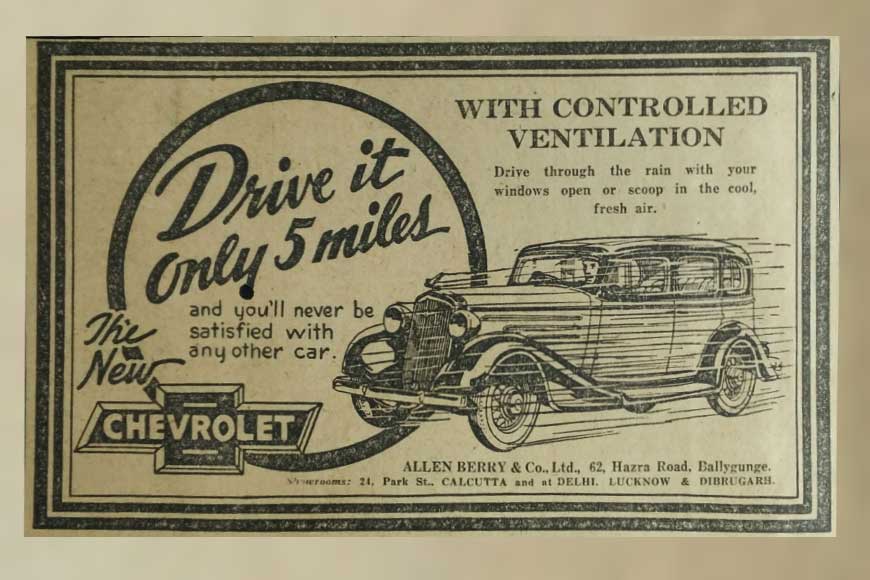 Drive it
only 5 miles
and you'll never be
satisfied with
any other car.
The
New
CHEVROLET
WITH CONTROLLED
VENTILATION
Drive through the rain with your
windows open or scoop in the cool,
fresh air.
ALLEN BERRY & Co., Ltd., 62, Hazra Road, Ballygunge.
Showrooms: 24, Park St., CALCUTTA and at DELHI, LUCKNOW & DIBRUGARH.